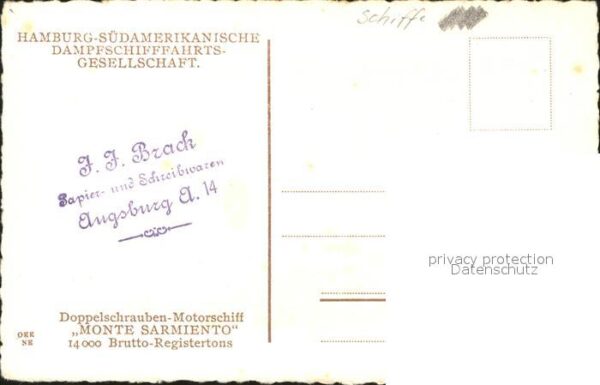 Schiffe
HAMBURG-SÜDAMERIKANISCHE
DAMPFSCHIFFFAHRTS-
GESELLSCHAFT.
J. J. Brack
Papier- und Schreibwaren
Augsburg A. 14
privacy protection
Datenschutz
Doppelschrauben-Motorschiff
„MONTE SARMIENTO"
14000 Brutto-Registertons